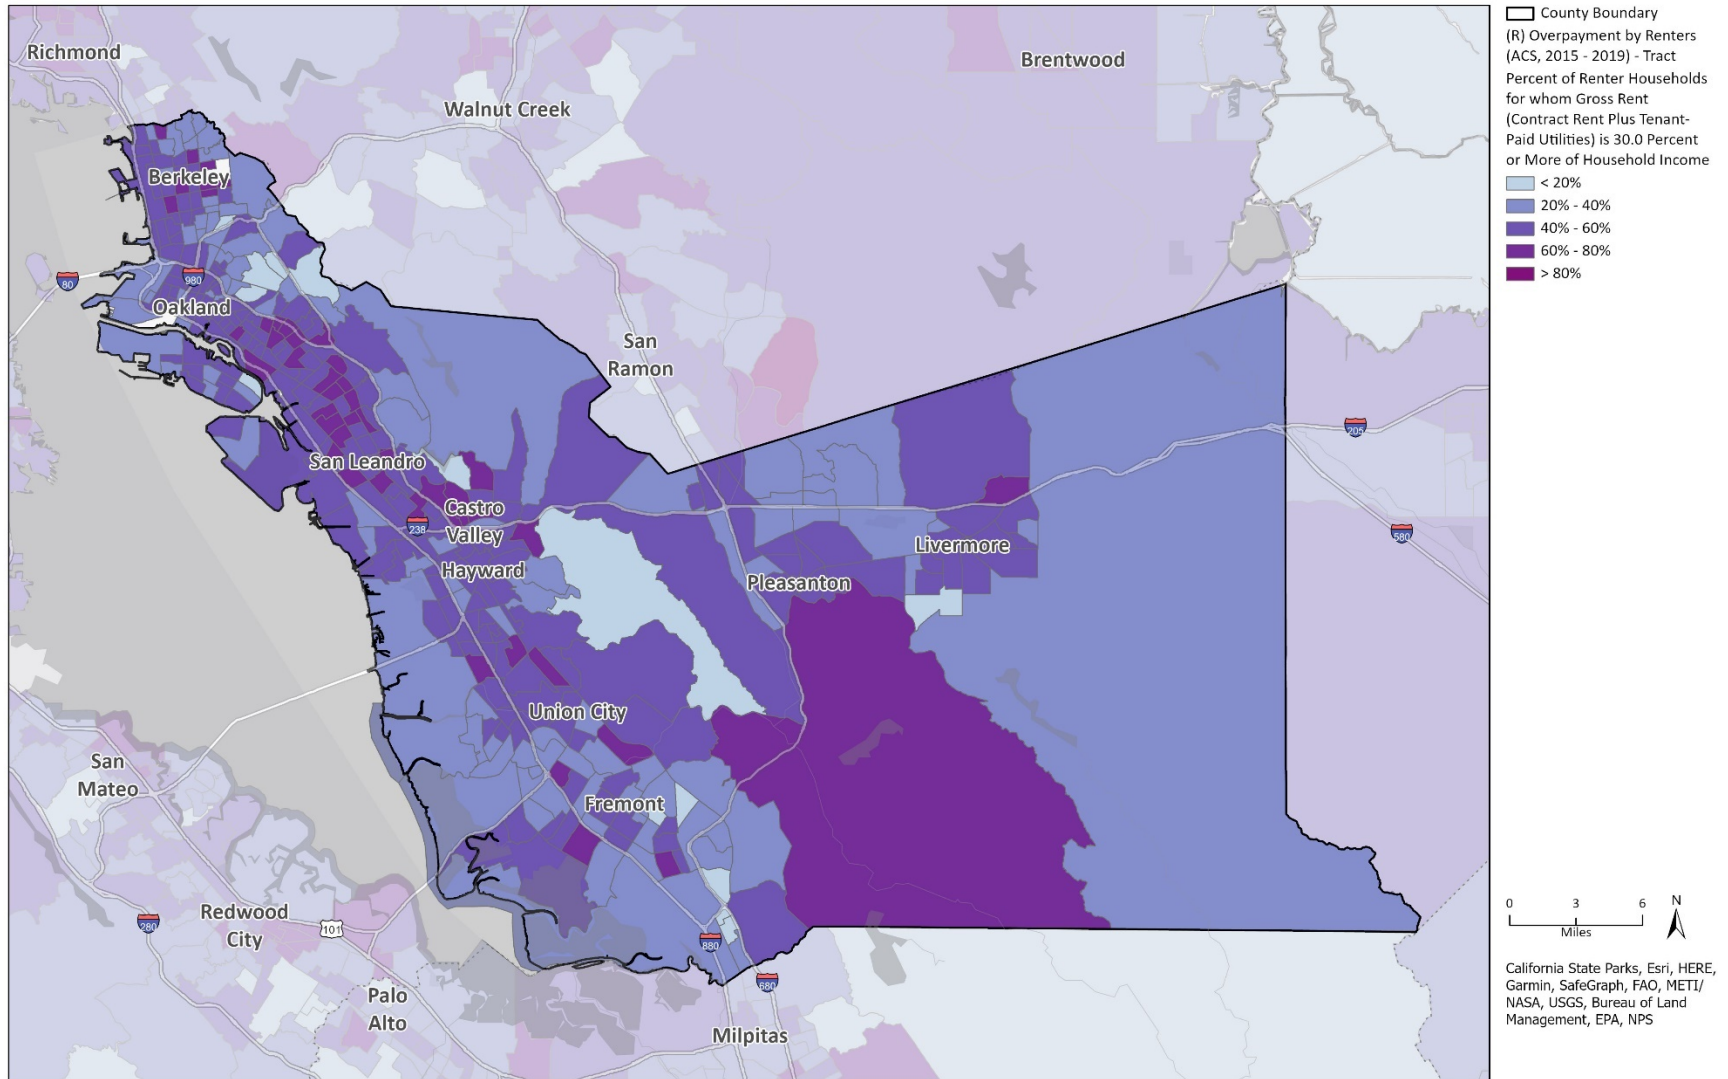 Richmond
Brentwood
Walnut Creek
Berkeley
80
980
Oakland
San
Ramon
205
San Leandro
Castro
Valley
238
Hayward
Livermore
580
Pleasanton
Union City
San
Mateo
Fremont
Redwood
City
280
101
880
680
Palo
Alto
Milpitas
County Boundary
(R) Overpayment by Renters
(ACS, 2015 - 2019) - Tract
Percent of Renter Households
for whom Gross Rent
(Contract Rent Plus Tenant-
Paid Utilities) is 30.0 Percent
or More of Household Income
< 20%
20% - 40%
40% - 60%
60% - 80%
> 80%
0 3 6
Miles
N
California State Parks, Esri, HERE,
Garmin, SafeGraph, FAO, METI/
NASA, USGS, Bureau of Land
Management, EPA, NPS